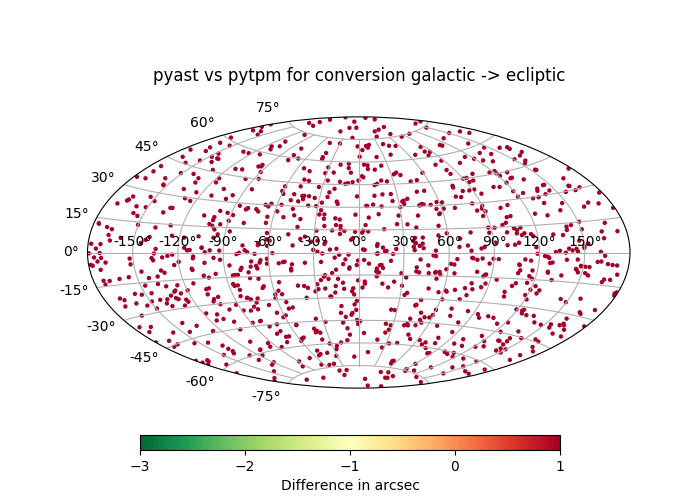 pyast vs pytpm for conversion galactic -> ecliptic
75°
60°
45°
30°
15°
0°
-150° -120° -90° -60° -30° 0° 30° 60° 90° 120° 150°
-15°
-30°
-45°
-60°
-75°
−3 −2 −1 0 1
Difference in arcsec